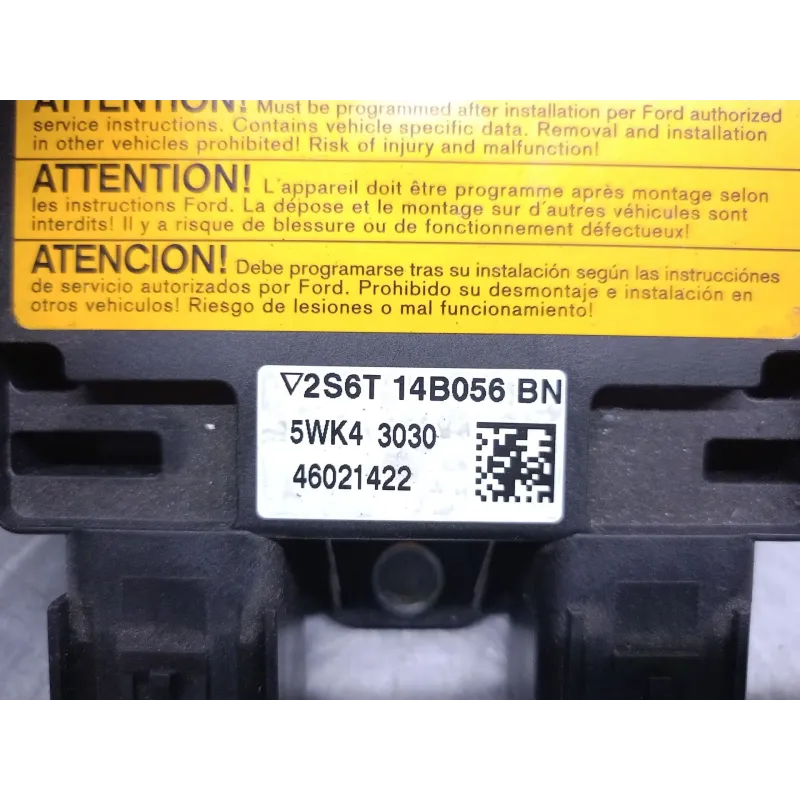 ATTENTION! Must be programmed after installation per Ford authorized
service instructions. Contains vehicle specific data. Removal and installation
in other vehicles prohibited! Risk of injury and malfunction!
ATTENTION! L'appareil doit être programme après montage selon
les instructions Ford. La dépose et le montage sur d'autres véhicules sont
interdits! Il y a risque de blessure ou de fonctionnement défectueux!
ATENCION! Debe programarse tras su instalación según las instrucciónes
de servicio autorizados por Ford. Prohibido su desmontaje e instalación en
otros vehiculos! Riesgo de lesiones o mal funcionamiento!
▽2S6T 14B056 BN
5WK4 3030
46021422